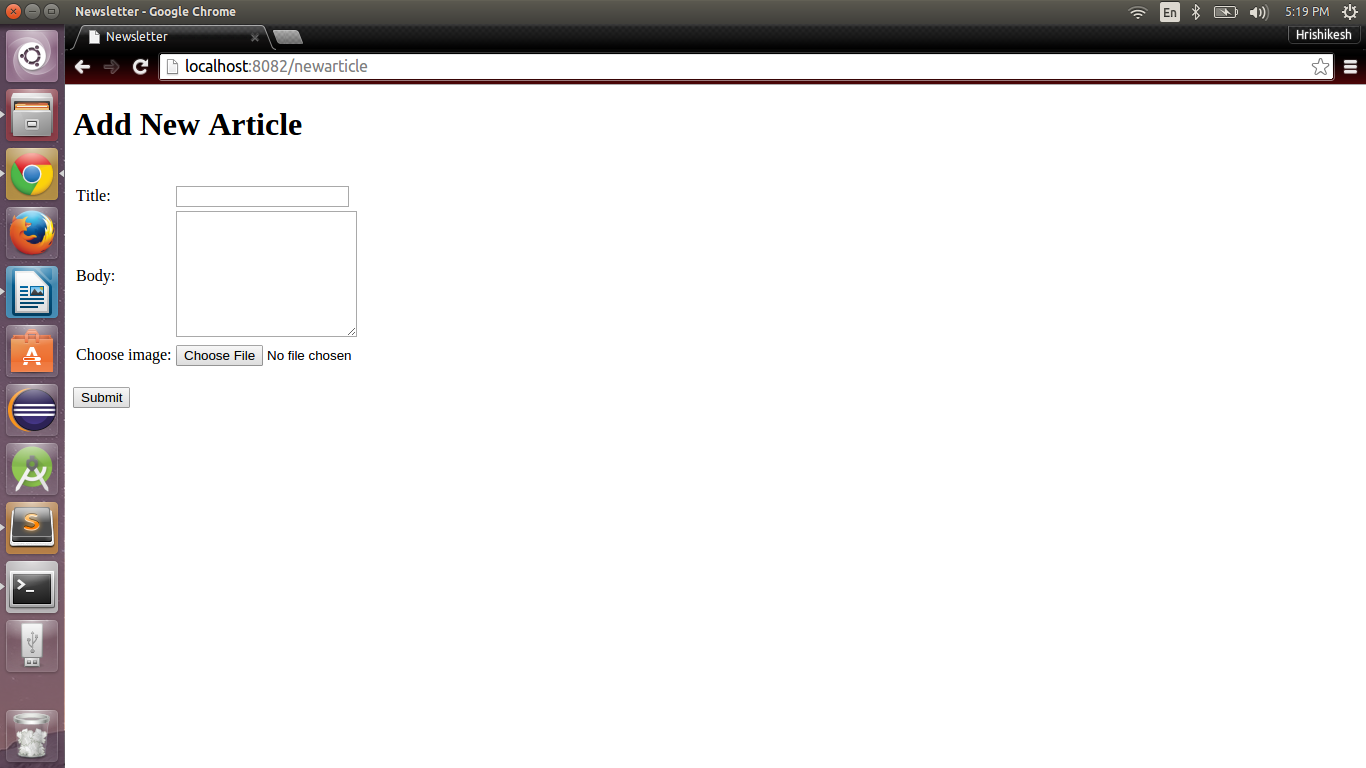 Newsletter - Google Chrome
En
5:19 PM
Newsletter
Hrishikesh
localhost:8082/newarticle
Add New Article
Title:
Body:
Choose image: Choose File No file chosen
Submit